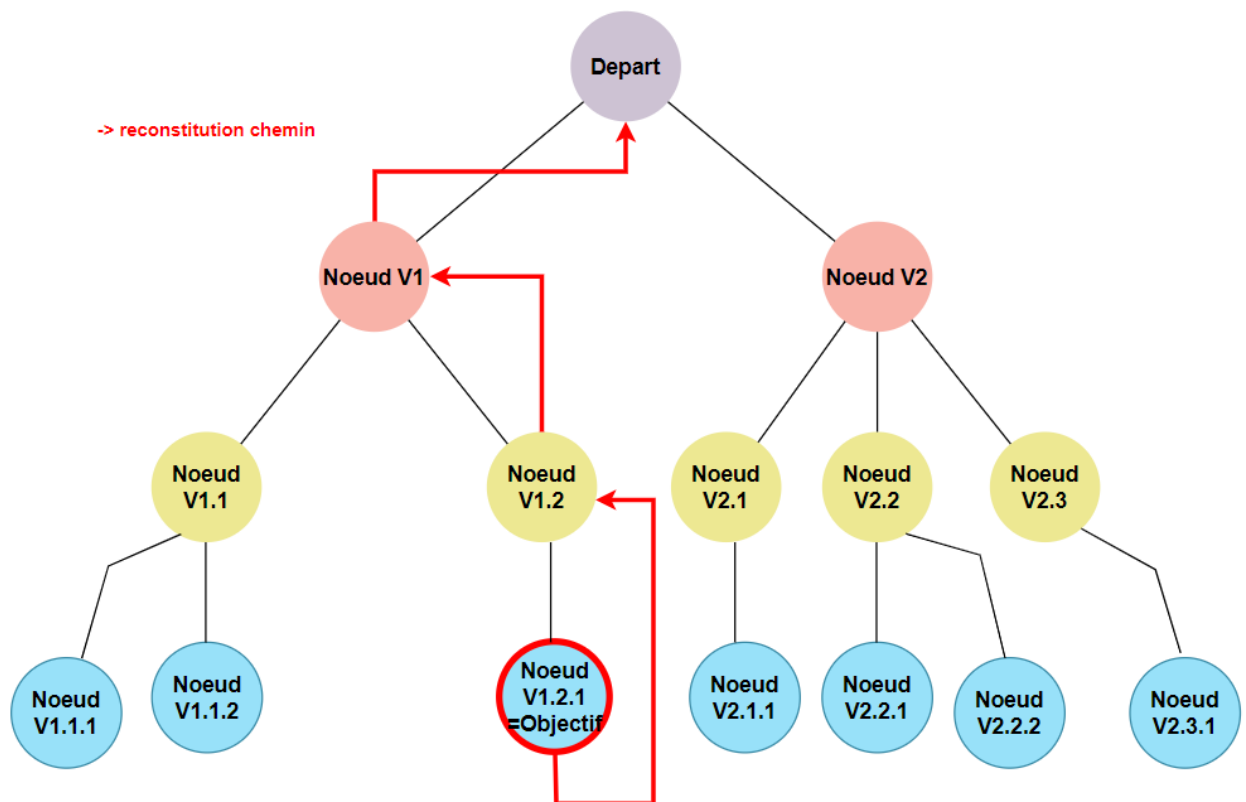 Depart
-> reconstitution chemin
Noeud V1
Noeud V2
Noeud
V1.1
Noeud
V1.2
Noeud
V2.1
Noeud
V2.2
Noeud
V2.3
Noeud
V1.1.1
Noeud
V1.1.2
Noeud
V1.2.1
=Objectif
Noeud
V2.1.1
Noeud
V2.2.1
Noeud
V2.2.2
Noeud
V2.3.1